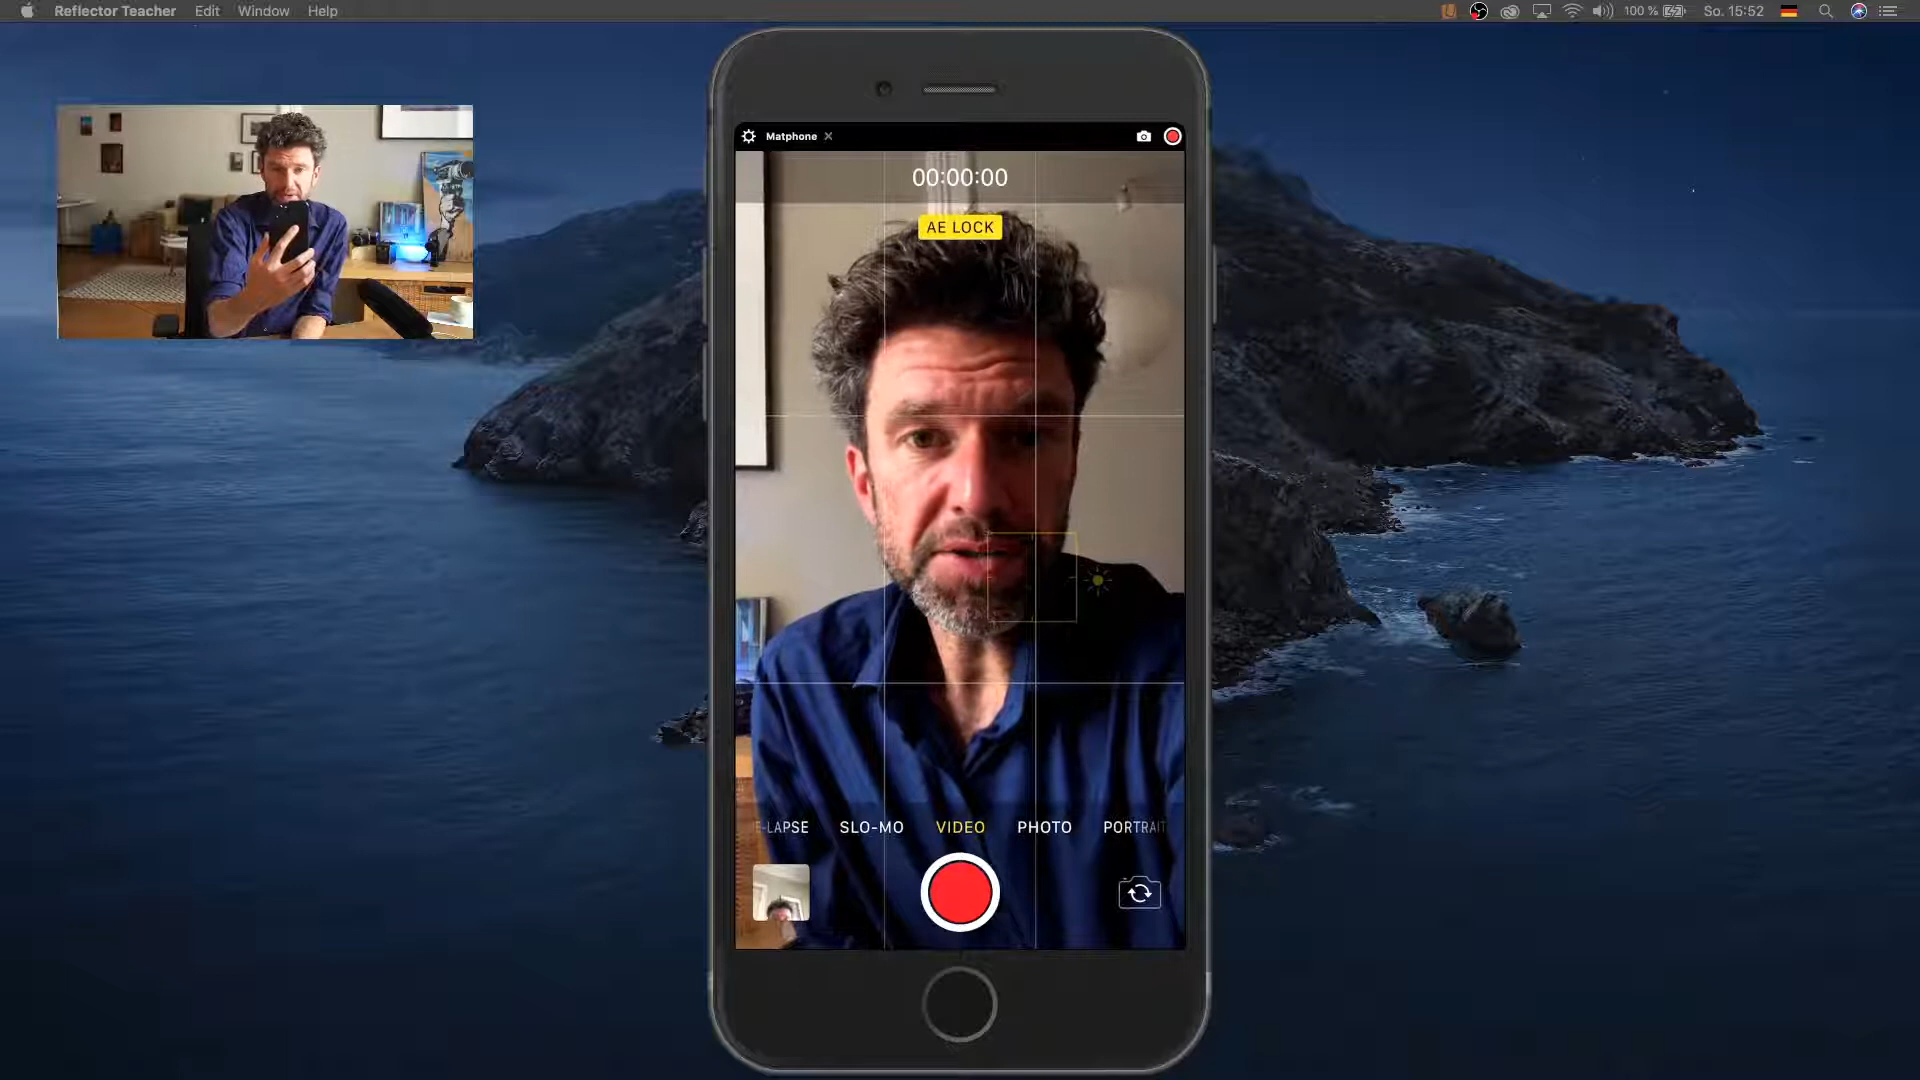 Reflector Teacher Edit Window Help 100 % So. 15:52
Matphone
00:00:00
AE LOCK
E-LAPSE SLO-MO VIDEO PHOTO PORTRAIT